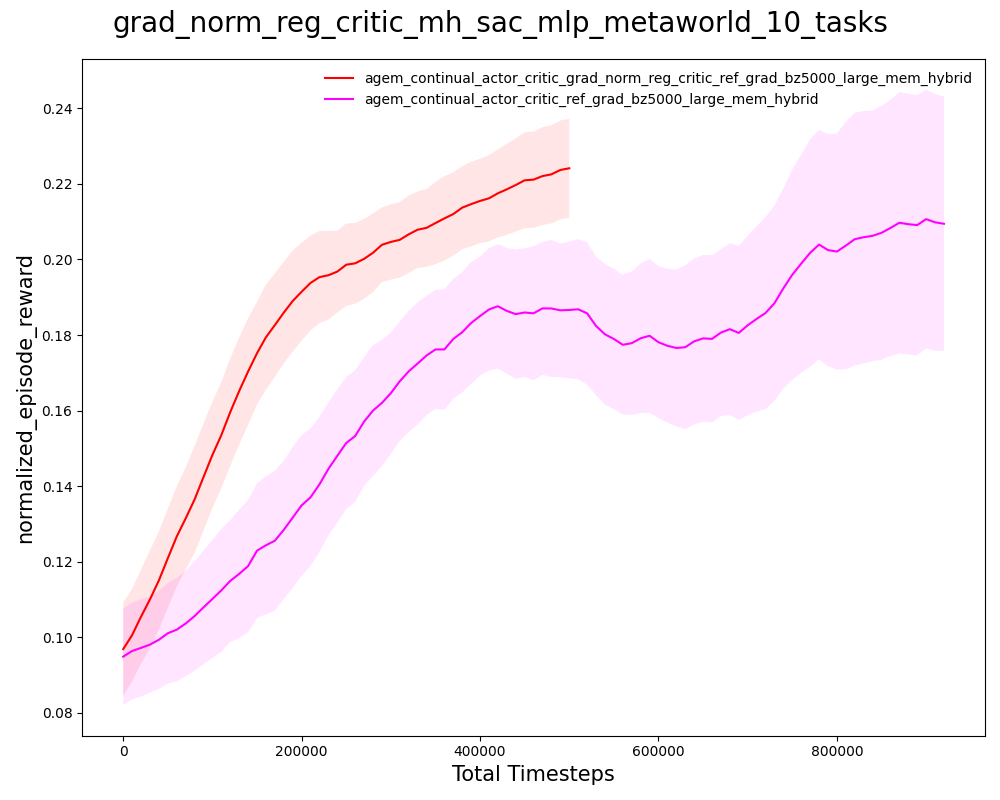 grad_norm_reg_critic_mh_sac_mlp_metaworld_10_tasks
agem_continual_actor_critic_grad_norm_reg_critic_ref_grad_bz5000_large_mem_hybrid
agem_continual_actor_critic_ref_grad_bz5000_large_mem_hybrid
normalized_episode_reward
0.24
0.22
0.20
0.18
0.16
0.14
0.12
0.10
0.08
0
200000
400000
600000
800000
Total Timesteps